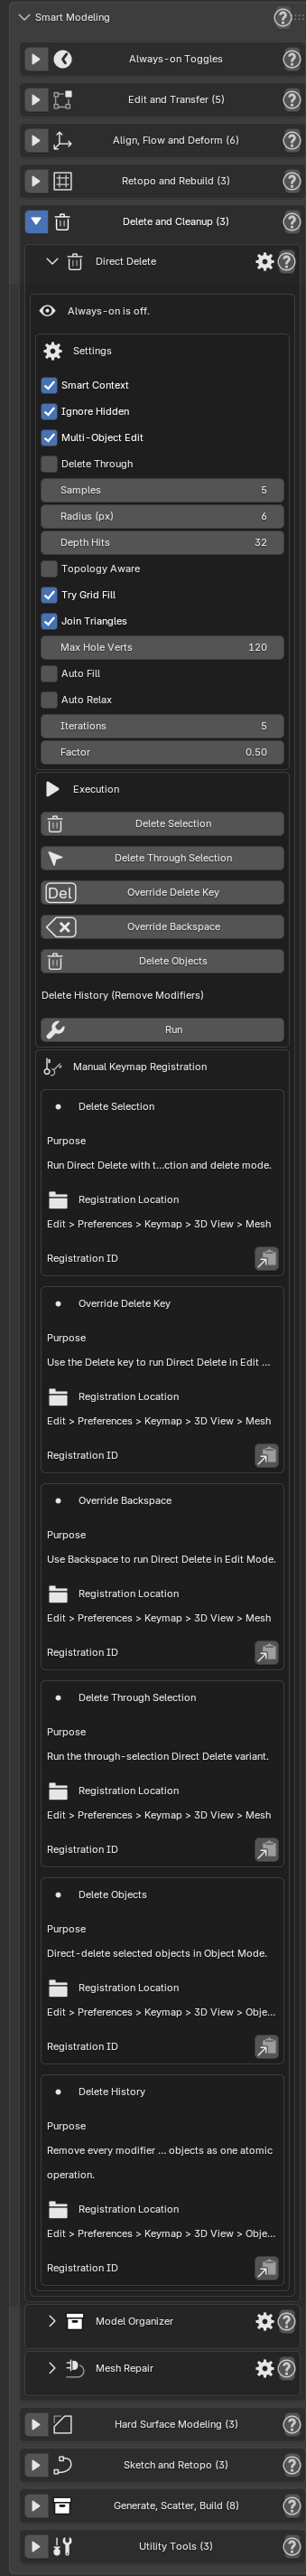 Smart Modeling
Always-on Toggles
Edit and Transfer (5)
Align, Flow and Deform (6)
Retopo and Rebuild (3)
Delete and Cleanup (3)
Direct Delete
Always-on is off.
Settings
Smart Context
Ignore Hidden
Multi-Object Edit
Delete Through
Samples 5
Radius (px) 6
Depth Hits 32
Topology Aware
Try Grid Fill
Join Triangles
Max Hole Verts 120
Auto Fill
Auto Relax
Iterations 5
Factor 0.50
Execution
Delete Selection
Delete Through Selection
Del Override Delete Key
Override Backspace
Delete Objects
Delete History (Remove Modifiers)
Run
Manual Keymap Registration
Delete Selection
Purpose
Run Direct Delete with t...ction and delete mode.
Registration Location
Edit > Preferences > Keymap > 3D View > Mesh
Registration ID
Override Delete Key
Purpose
Use the Delete key to run Direct Delete in Edit ...
Registration Location
Edit > Preferences > Keymap > 3D View > Mesh
Registration ID
Override Backspace
Purpose
Use Backspace to run Direct Delete in Edit Mode.
Registration Location
Edit > Preferences > Keymap > 3D View > Mesh
Registration ID
Delete Through Selection
Purpose
Run the through-selection Direct Delete variant.
Registration Location
Edit > Preferences > Keymap > 3D View > Mesh
Registration ID
Delete Objects
Purpose
Direct-delete selected objects in Object Mode.
Registration Location
Edit > Preferences > Keymap > 3D View > Obje...
Registration ID
Delete History
Purpose
Remove every modifier ... objects as one atomic
operation.
Registration Location
Edit > Preferences > Keymap > 3D View > Obje...
Registration ID
Model Organizer
Mesh Repair
Hard Surface Modeling (3)
Sketch and Retopo (3)
Generate, Scatter, Build (8)
Utility Tools (3)